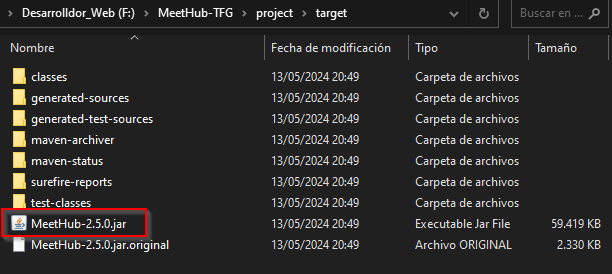 Desarrolldor_Web (F:) > MeetHub-TFG > project > target Buscar en ...
Nombre Fecha de modificación Tipo Tamaño
classes 13/05/2024 20:49 Carpeta de archivos
generated-sources 13/05/2024 20:49 Carpeta de archivos
generated-test-sources 13/05/2024 20:49 Carpeta de archivos
maven-archiver 13/05/2024 20:49 Carpeta de archivos
maven-status 13/05/2024 20:49 Carpeta de archivos
surefire-reports 13/05/2024 20:49 Carpeta de archivos
test-classes 13/05/2024 20:49 Carpeta de archivos
MeetHub-2.5.0.jar 13/05/2024 20:49 Executable Jar File 59.419 KB
MeetHub-2.5.0.jar.original 13/05/2024 20:49 Archivo ORIGINAL 2.330 KB